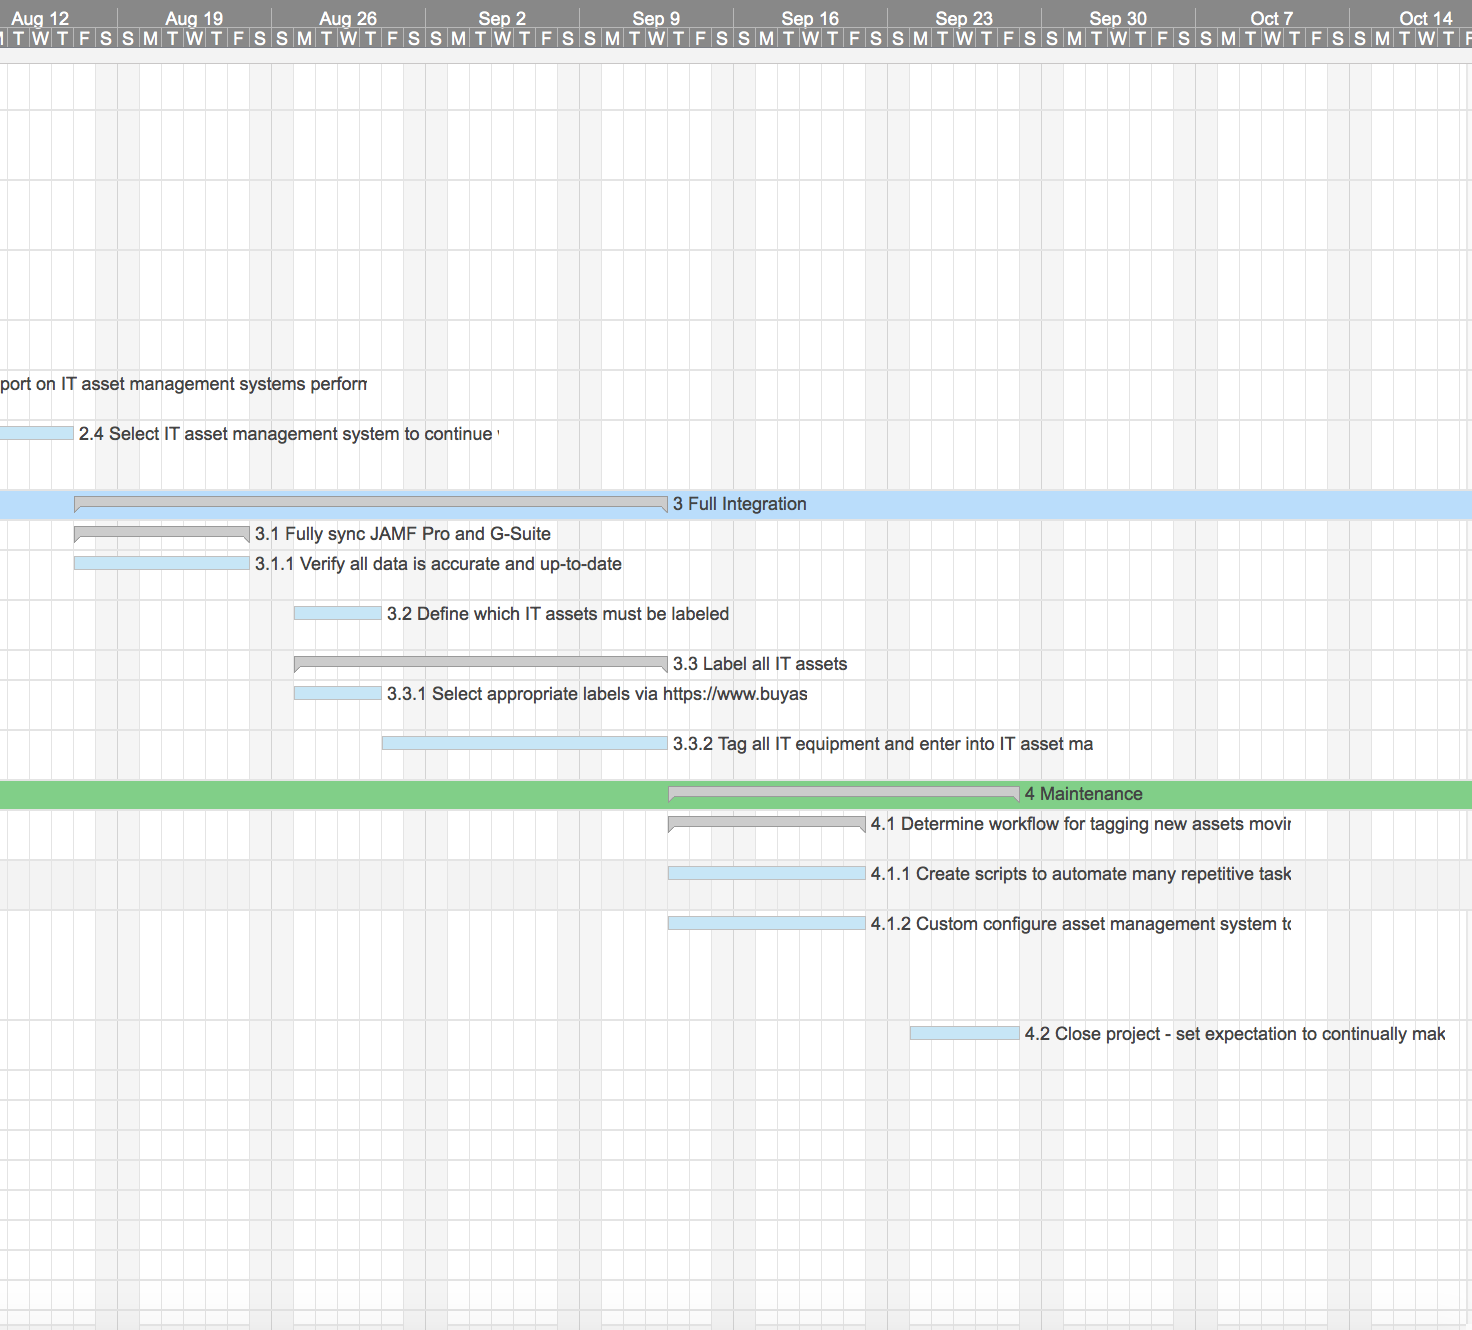 Aug 12 Aug 19 Aug 26 Sep 2 Sep 9 Sep 16 Sep 23 Sep 30 Oct 7 Oct 14
T W T F S S M T W T F S S M T W T F S S M T W T F S S M T W T F S S M T W T F S S M T W T F S S M T W T F S S M T W T F S S M T W T
port on IT asset management systems perform
2.4 Select IT asset management system to continue
3 Full Integration
3.1 Fully sync JAMF Pro and G-Suite
3.1.1 Verify all data is accurate and up-to-date
3.2 Define which IT assets must be labeled
3.3 Label all IT assets
3.3.1 Select appropriate labels via https://www.buyas
3.3.2 Tag all IT equipment and enter into IT asset ma
4 Maintenance
4.1 Determine workflow for tagging new assets movin
4.1.1 Create scripts to automate many repetitive task
4.1.2 Custom configure asset management system to
4.2 Close project - set expectation to continually mak